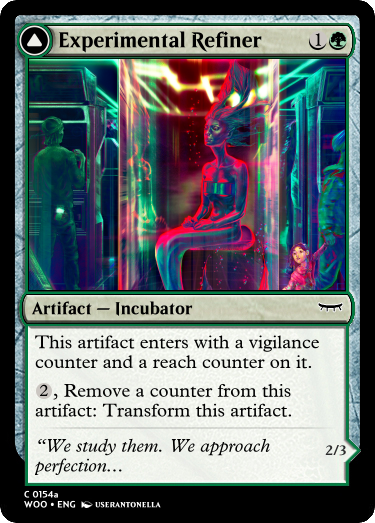 Experimental Refiner 1
Artifact — Incubator
This artifact enters with a vigilance
counter and a reach counter on it.
2, Remove a counter from this
artifact: Transform this artifact.
“We study them. We approach
perfection…
2/3
C 0154a
WOO • ENG USERANTONELLA